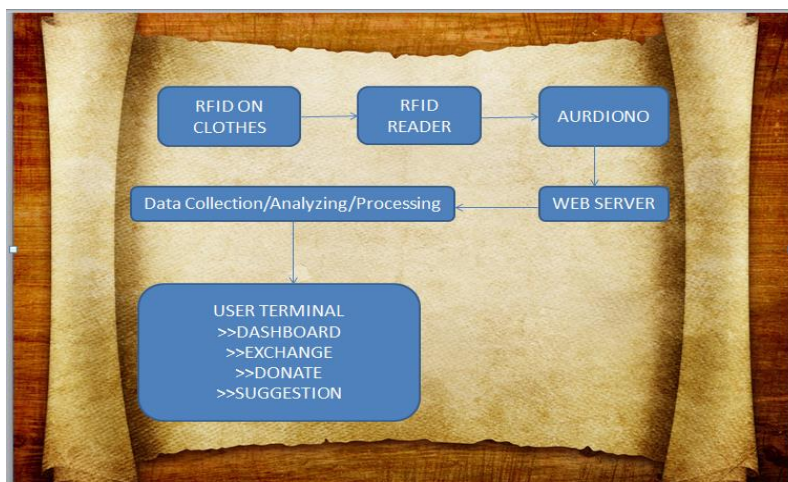 RFID ON
CLOTHES
RFID
READER
AURDIONO
WEB SERVER
Data Collection/Analyzing/Processing
USER TERMINAL
>>DASHBOARD
>>EXCHANGE
>>DONATE
>>SUGGESTION